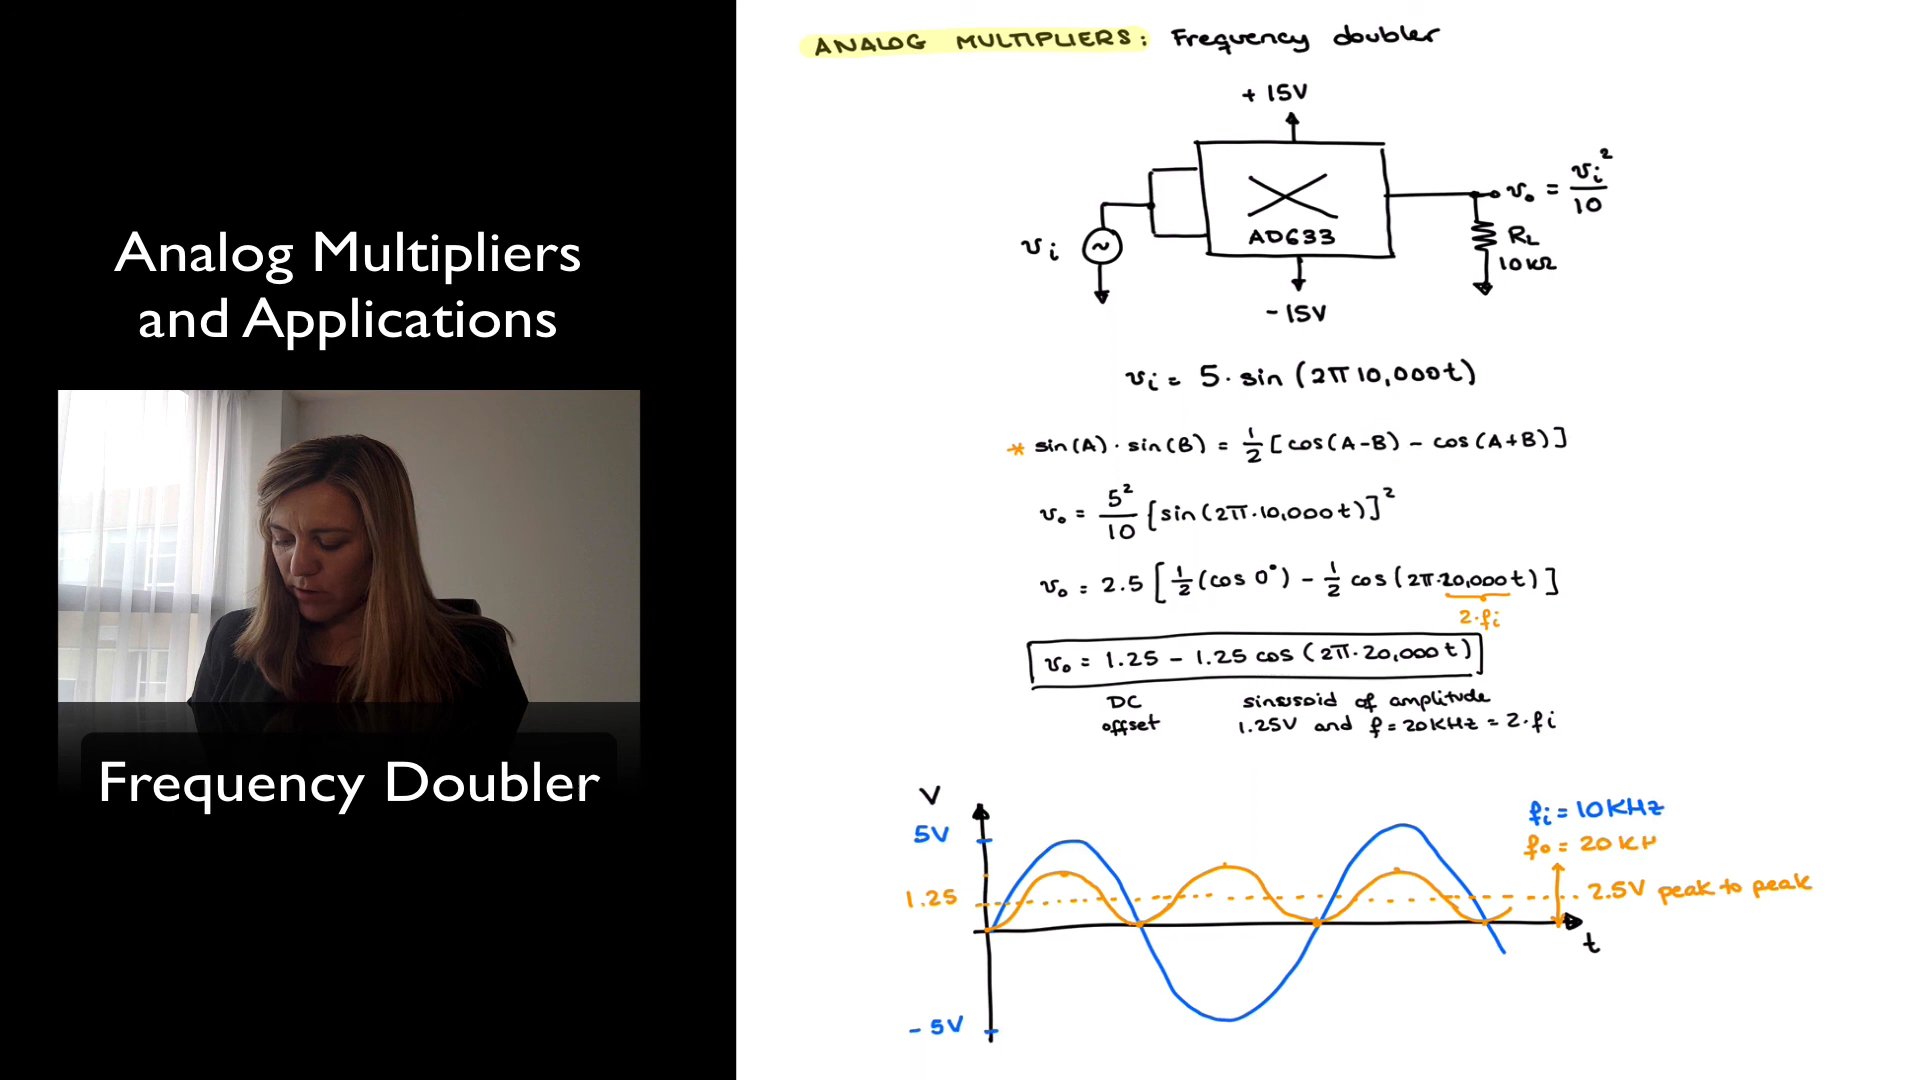 Analog Multipliers
and Applications
Frequency Doubler
ANALOG MULTIPLIERS: Frequency doubler
+ 15V
vi
AD633
vo = vi²/10
RL
10KΩ
- 15V
vi = 5 · sin (2π 10,000t)
* sin(A) · sin(B) = 1/2 [cos(A-B) - cos(A+B)]
vo = 5²/10 [sin(2π·10,000t)]²
vo = 2.5 [1/2 (cos 0°) - 1/2 cos (2π·20,000t)]
2·fi
vo = 1.25 - 1.25 cos (2π·20,000t)
DC
offset
sinusoid of amplitude
1.25V and f = 20KHz = 2·fi
V
5V
1.25
- 5V
fi = 10KHz
fo = 20KH
2.5V peak to peak
t